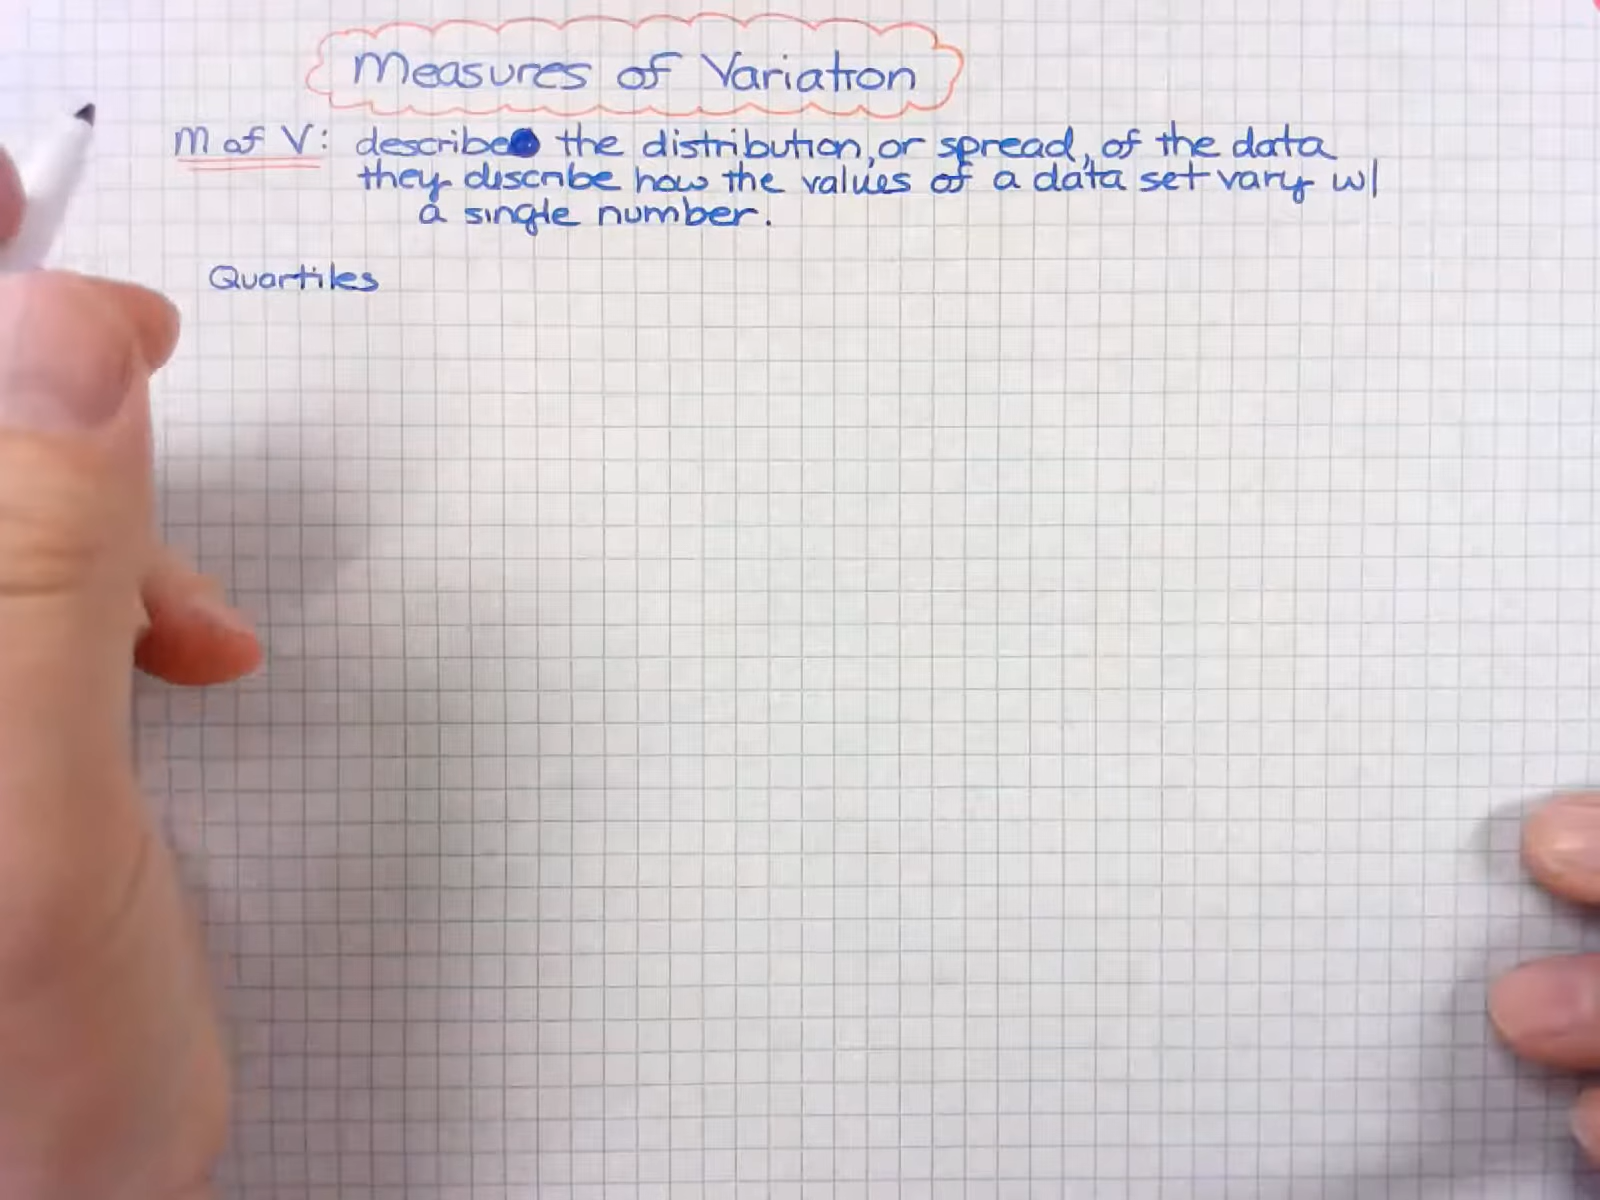 Measures of Variation
M of V: describe the distribution, or spread, of the data
they describe how the values of a data set vary w/
a single number.
Quartiles